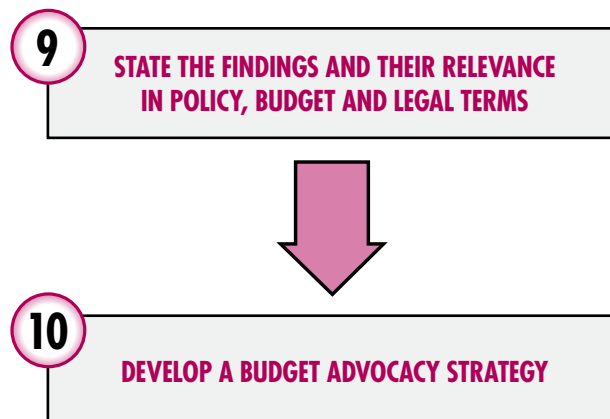 9
STATE THE FINDINGS AND THEIR RELEVANCE
IN POLICY, BUDGET AND LEGAL TERMS
10
DEVELOP A BUDGET ADVOCACY STRATEGY